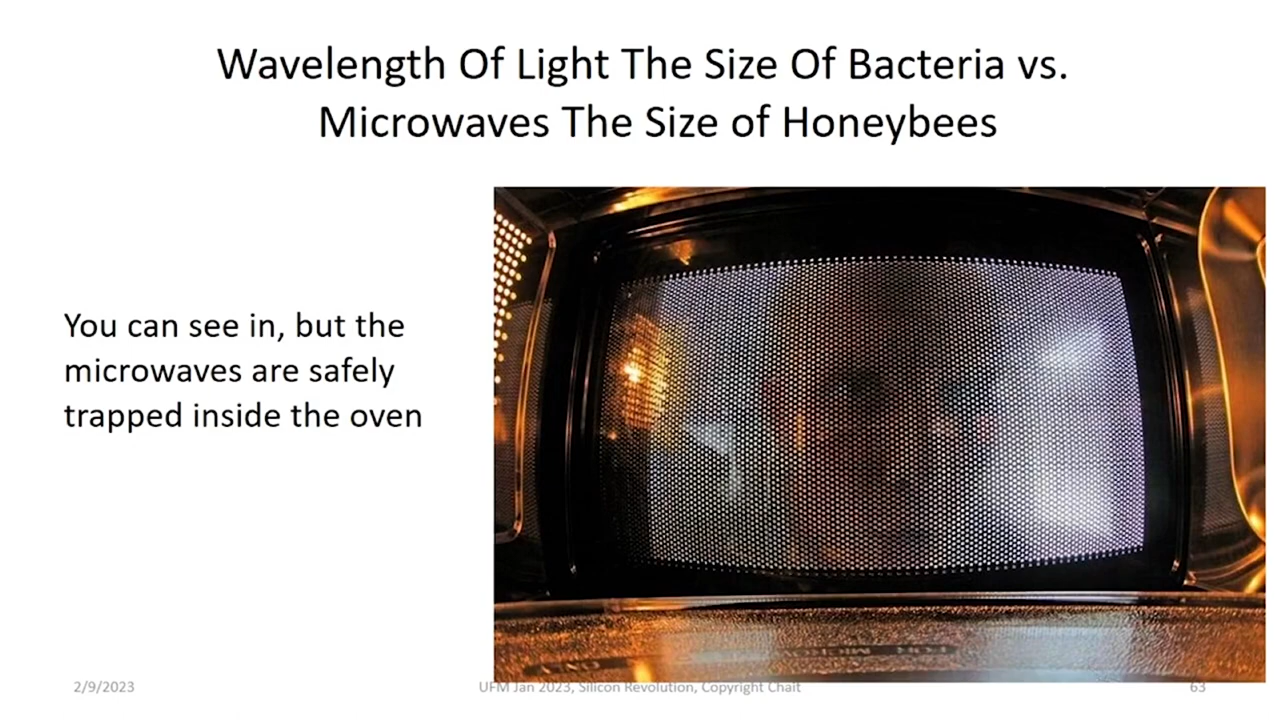 Wavelength Of Light The Size Of Bacteria vs.
Microwaves The Size of Honeybees
You can see in, but the
microwaves are safely
trapped inside the oven
2/9/2023
UFM Jan 2023, Silicon Revolution, Copyright Chait
63